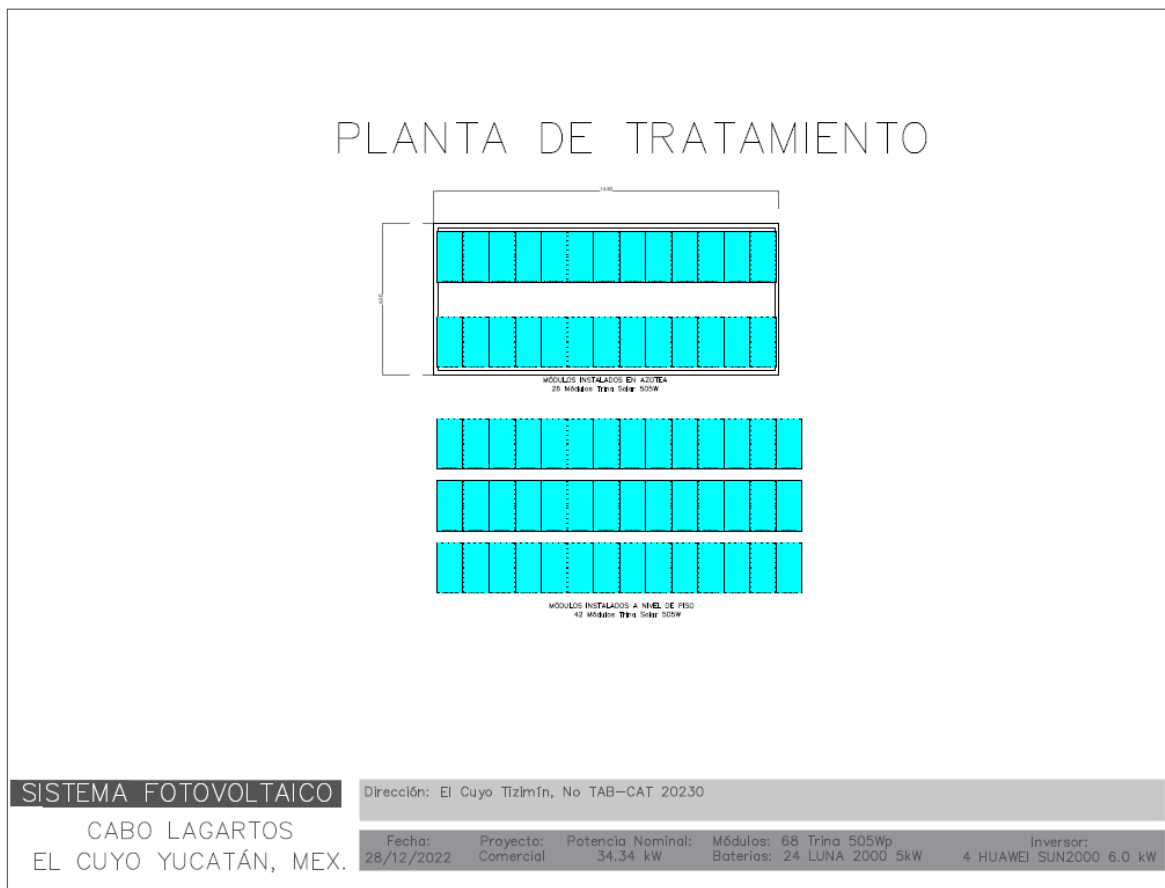 PLANTA DE TRATAMIENTO
MÓDULOS INSTALADOS EN AZOTEA
26 Módulos Trina Solar 505W
MÓDULOS INSTALADOS A NIVEL DE PISO
42 Módulos Trina Solar 505W
SISTEMA FOTOVOLTAICO
CABO LAGARTOS
EL CUYO YUCATÁN, MEX.
Dirección: El Cuyo Tizimín, No TAB-CAT 20230
Fecha:
28/12/2022
Proyecto:
Comercial
Potencia Nominal:
34.34 kW
Módulos: 68 Trina 505Wp
Baterías: 24 LUNA 2000 5kW
Inversor:
4 HUAWEI SUN2000 6.0 kW